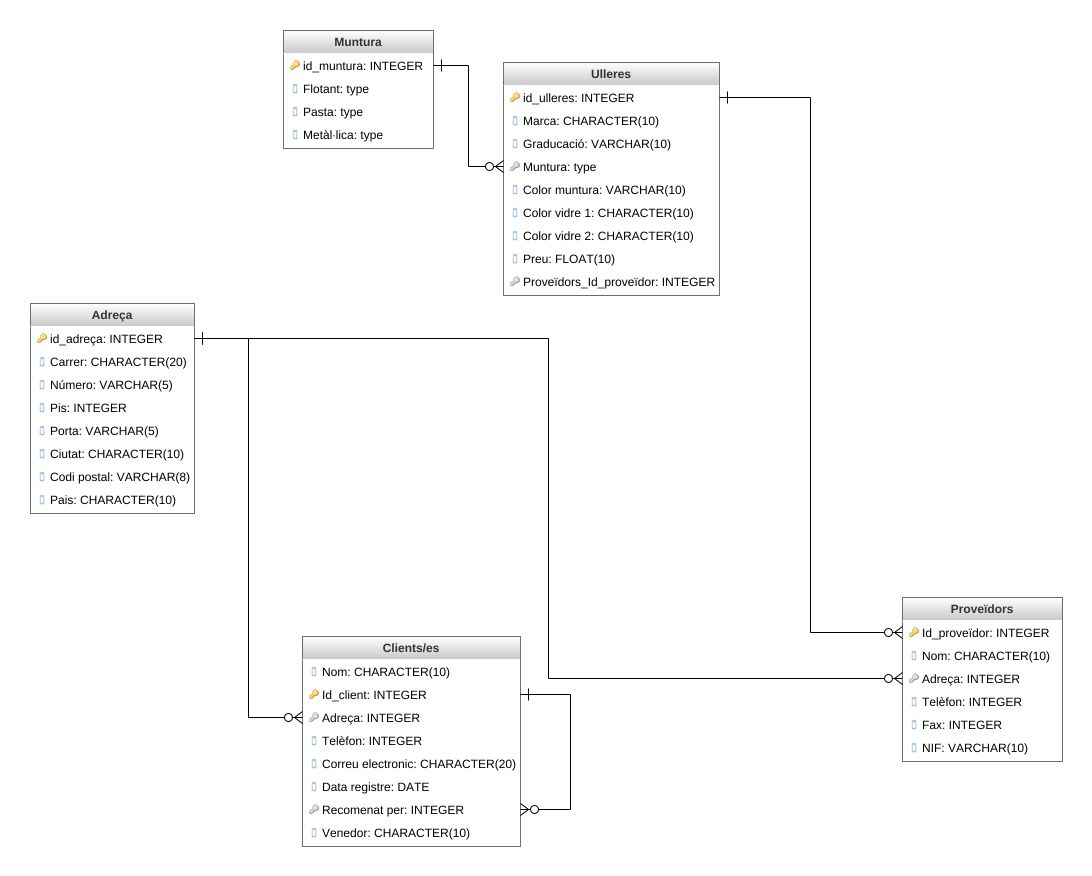 Muntura
id_muntura: INTEGER
Flotant: type
Pasta: type
Metàl·lica: type
Ulleres
id_ulleres: INTEGER
Marca: CHARACTER(10)
Graducació: VARCHAR(10)
Muntura: type
Color muntura: VARCHAR(10)
Color vidre 1: CHARACTER(10)
Color vidre 2: CHARACTER(10)
Preu: FLOAT(10)
Proveïdors_Id_proveïdor: INTEGER
Adreça
id_adreça: INTEGER
Carrer: CHARACTER(20)
Número: VARCHAR(5)
Pis: INTEGER
Porta: VARCHAR(5)
Ciutat: CHARACTER(10)
Codi postal: VARCHAR(8)
Pais: CHARACTER(10)
Clients/es
Nom: CHARACTER(10)
Id_client: INTEGER
Adreça: INTEGER
Telèfon: INTEGER
Correu electronic: CHARACTER(20)
Data registre: DATE
Recomenat per: INTEGER
Venedor: CHARACTER(10)
Proveïdors
Id_proveïdor: INTEGER
Nom: CHARACTER(10)
Adreça: INTEGER
Telèfon: INTEGER
Fax: INTEGER
NIF: VARCHAR(10)